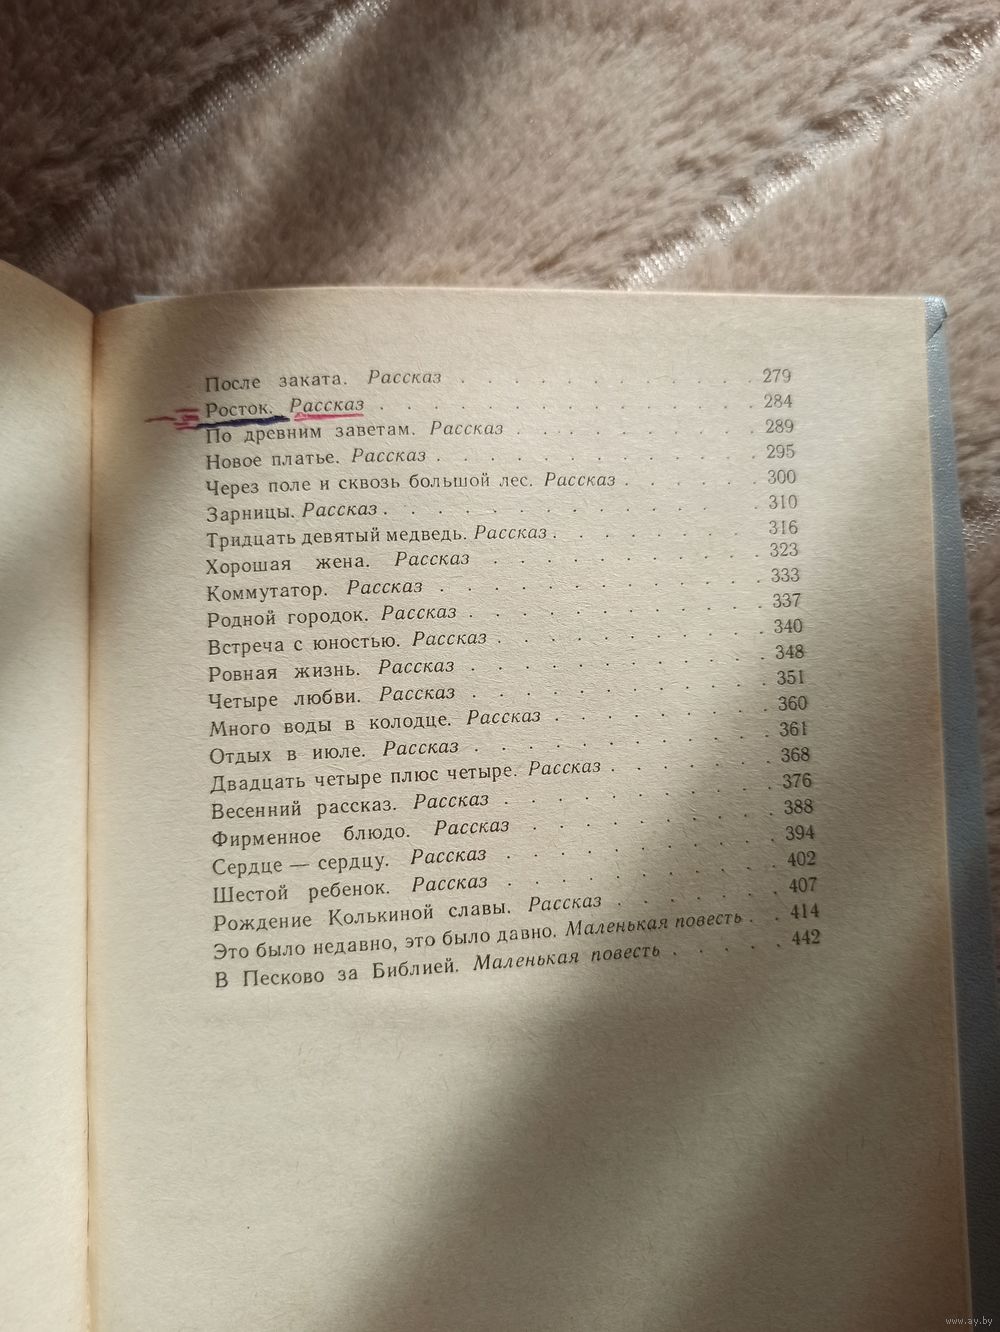 После заката. Рассказ . . . . . . . . . . . . 279
Росток. Рассказ . . . . . . . . . . . . . . . 284
По древним заветам. Рассказ . . . . . . . . . 289
Новое платье. Рассказ . . . . . . . . . . . . 295
Через поле и сквозь большой лес. Рассказ . . . . . . 300
Зарницы. Рассказ . . . . . . . . . . . . . . 310
Тридцать девятый медведь. Рассказ . . . . . . . . 316
Хорошая жена. Рассказ . . . . . . . . . . . 323
Коммутатор. Рассказ . . . . . . . . . . . . . 333
Родной городок. Рассказ . . . . . . . . . . . 337
Встреча с юностью. Рассказ . . . . . . . . . . 340
Ровная жизнь. Рассказ . . . . . . . . . . . 348
Четыре любви. Рассказ . . . . . . . . . . . 351
Много воды в колодце. Рассказ . . . . . . . . 360
Отдых в июле. Рассказ . . . . . . . . . . . 361
Двадцать четыре плюс четыре. Рассказ . . . . . . 368
Весенний рассказ. Рассказ . . . . . . . . . . 376
Фирменное блюдо. Рассказ . . . . . . . . . 388
Сердце — сердцу. Рассказ . . . . . . . . . . 394
Шестой ребенок. Рассказ . . . . . . . . . . 402
Рождение Колькиной славы. Рассказ . . . . . . 407
Это было недавно, это было давно. Маленькая повесть . . 414
В Песково за Библией. Маленькая повесть . . . . . 442
www.ay.by